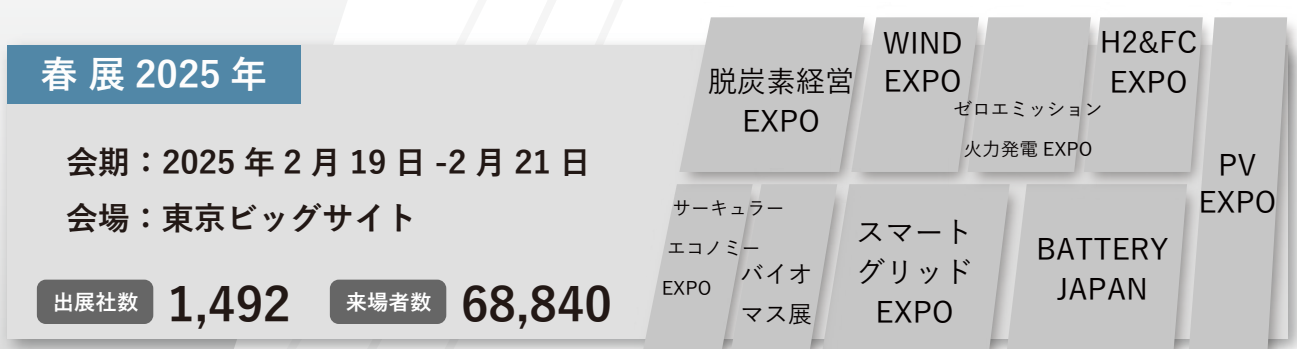 春 展 2025 年
会期：2025 年 2 月 19 日 -2 月 21 日
会場：東京ビッグサイト
出展社数 1,492 来場者数 68,840
脱炭素経営
EXPO
WIND
EXPO
ゼロエミッション
火力発電 EXPO
H2&FC
EXPO
PV
EXPO
サーキュラー
エコノミー
EXPO
バイオ
マス展
スマート
グリッド
EXPO
BATTERY
JAPAN